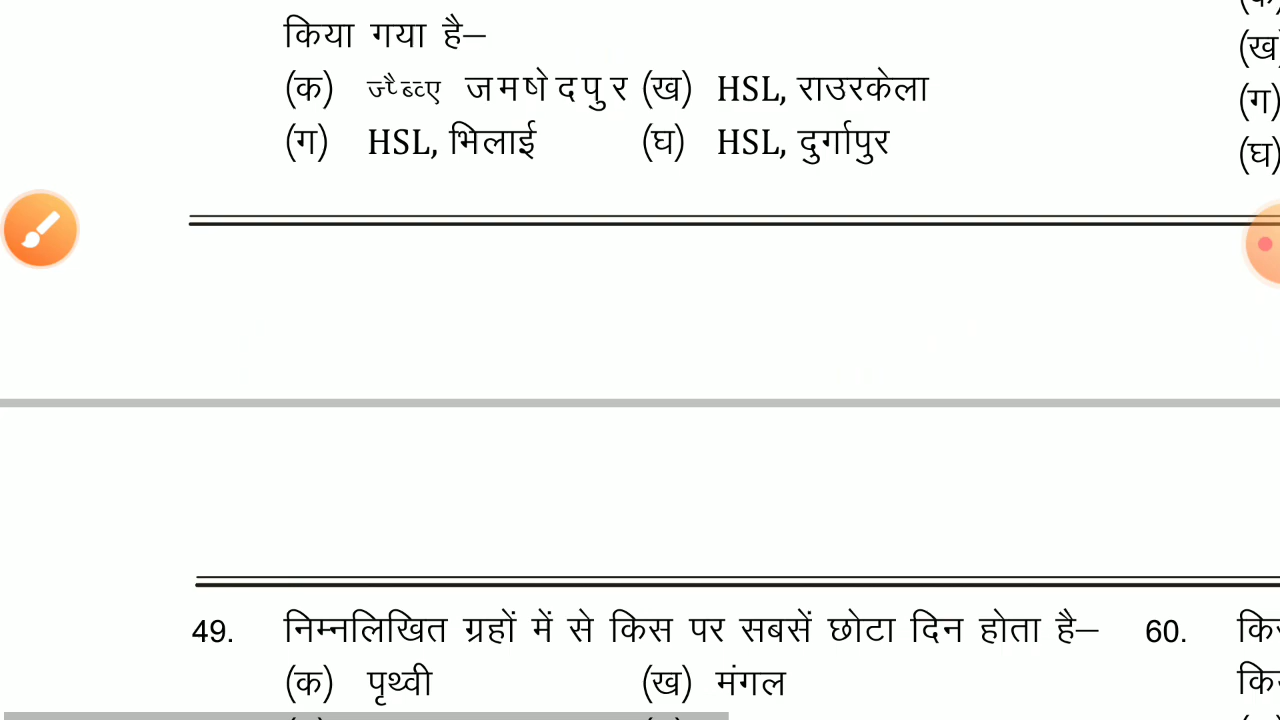 किया गया है–
(क) ज्ैब्व्ए जमषेदपुर (ख) HSL, राउरकेला
(ग) HSL, भिलाई (घ) HSL, दुर्गापुर
(ख)
(ग)
(घ)
49. निम्नलिखित ग्रहों में से किस पर सबसें छोटा दिन होता है–
(क) पृथ्वी (ख) मंगल
60.